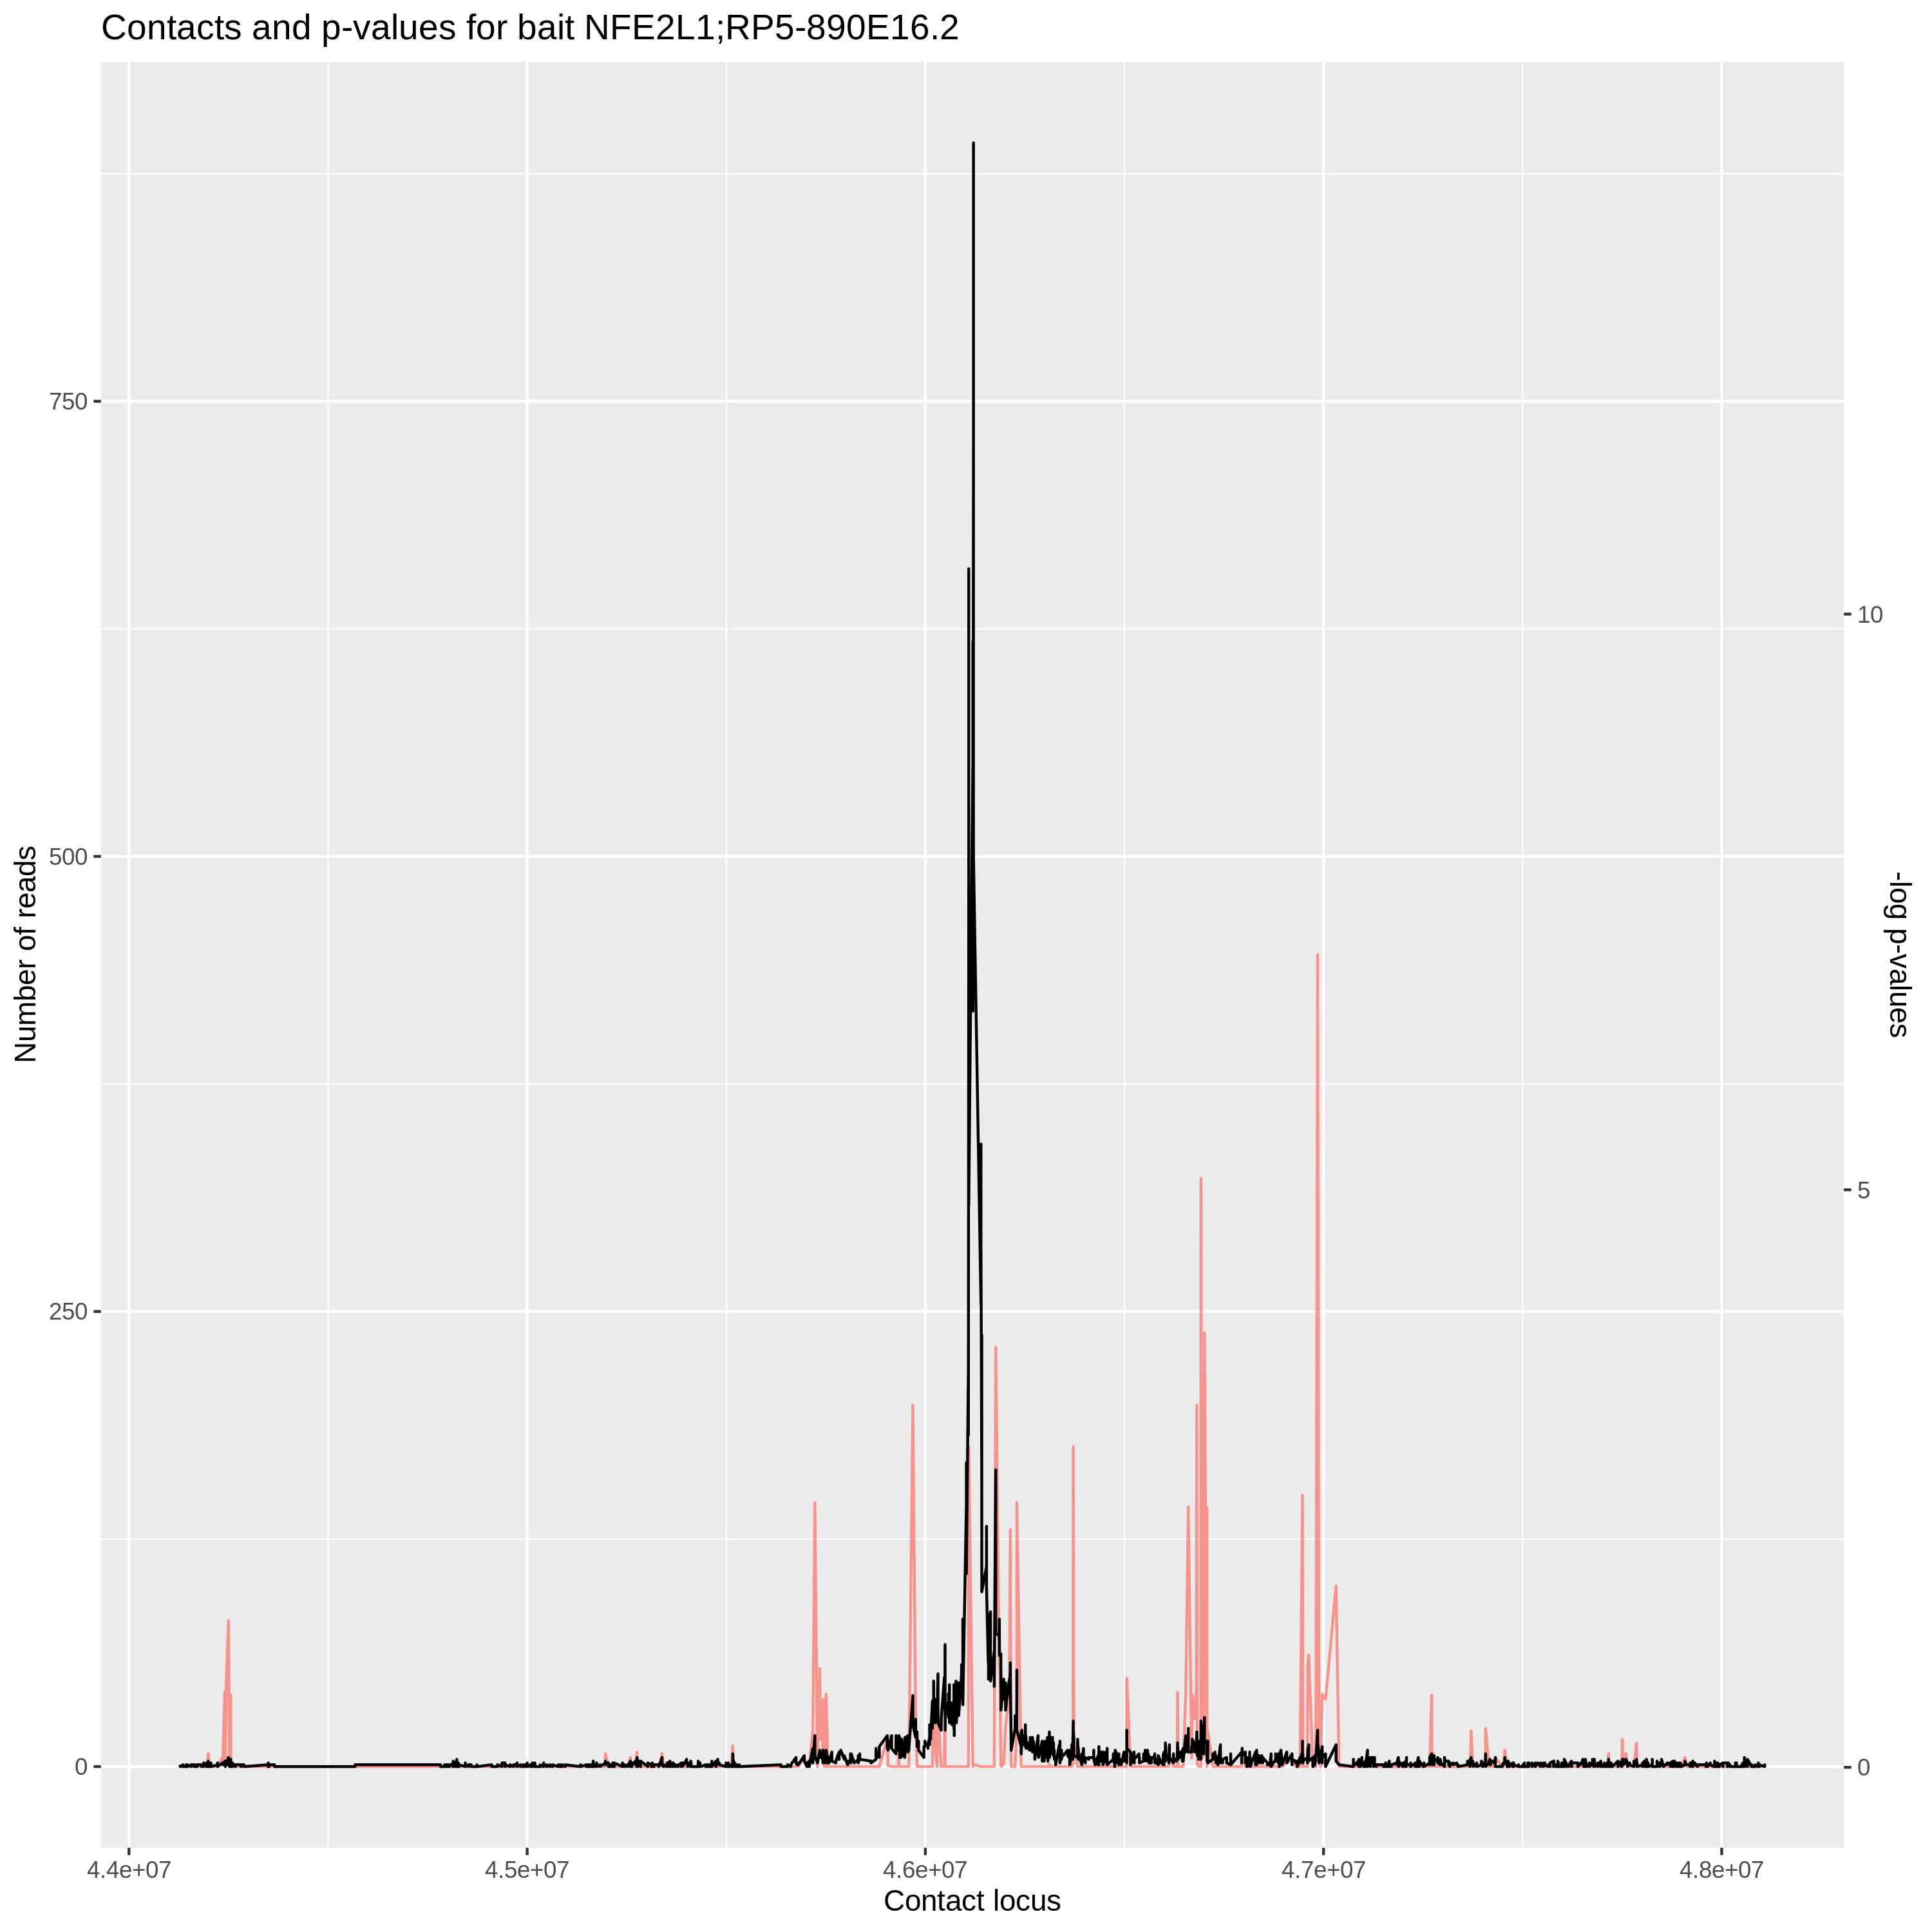 Contacts and p-values for bait NFE2L1;RP5-890E16.2
Number of reads
750
500
250
0
10
5
0
-log p-values
4.4e+07
4.5e+07
4.6e+07
4.7e+07
4.8e+07
Contact locus